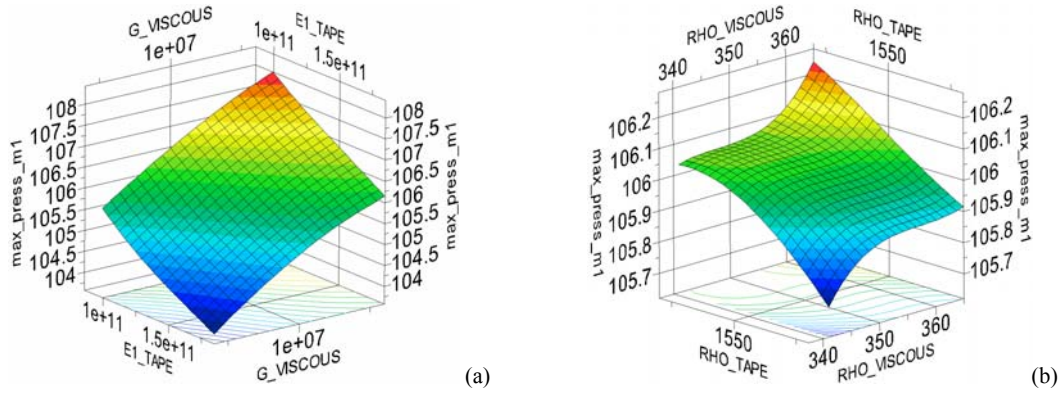 G_VISCOUS
1e+07
E1_TAPE
1e+11
1.5e+11
108
107.5
107
106.5
106
105.5
105
104.5
104
max_press_m1
108
107.5
107
106.5
106
105.5
105
104.5
104
max_press_m1
1e+11
1.5e+11
E1_TAPE
1e+07
G_VISCOUS
(a)
RHO_VISCOUS
340
350
360
RHO_TAPE
1550
106.2
106.1
106
105.9
105.8
105.7
max_press_m1
106.2
106.1
106
105.9
105.8
105.7
max_press_m1
1550
RHO_TAPE
340
350
360
RHO_VISCOUS
(b)